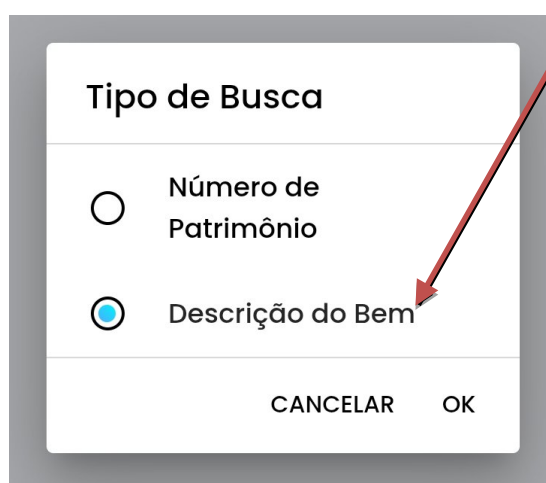 Tipo de Busca
Número de
Patrimônio
Descrição do Bem
CANCELAR OK